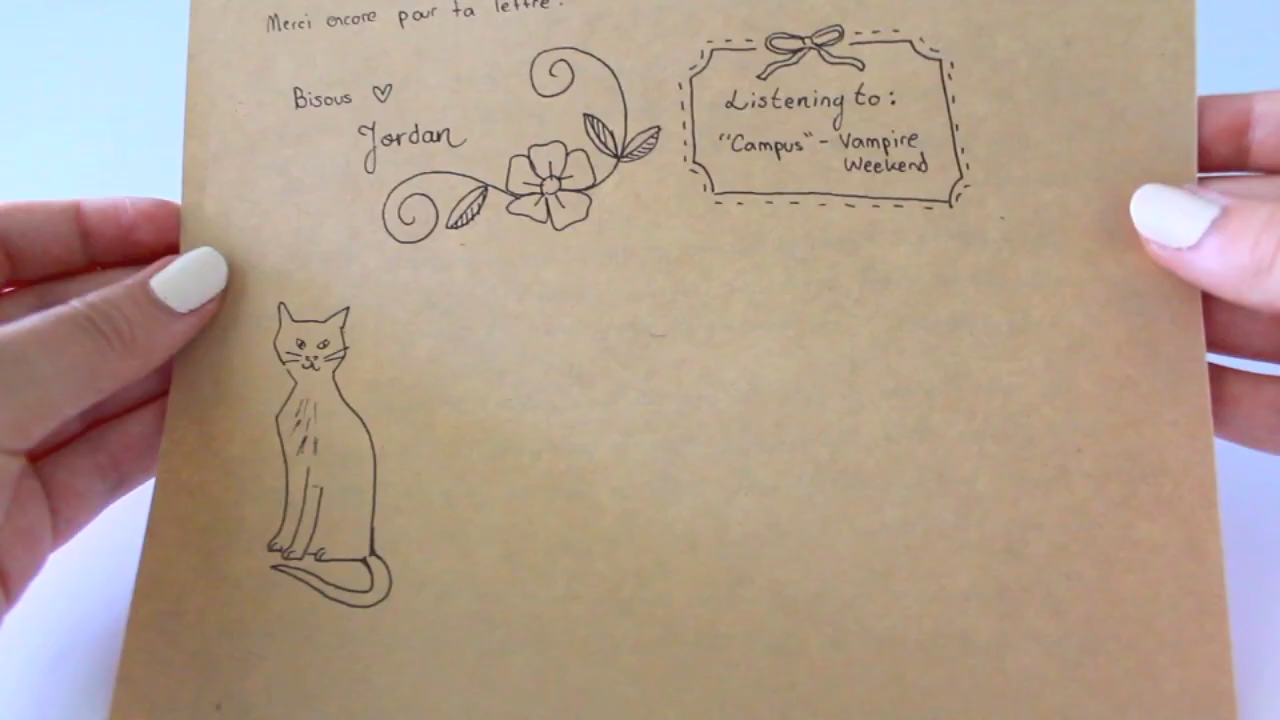 Merci encore pour ta lettre!
Bisous ♡
Jordan
Listening to:
"Campus" - Vampire
Weekend